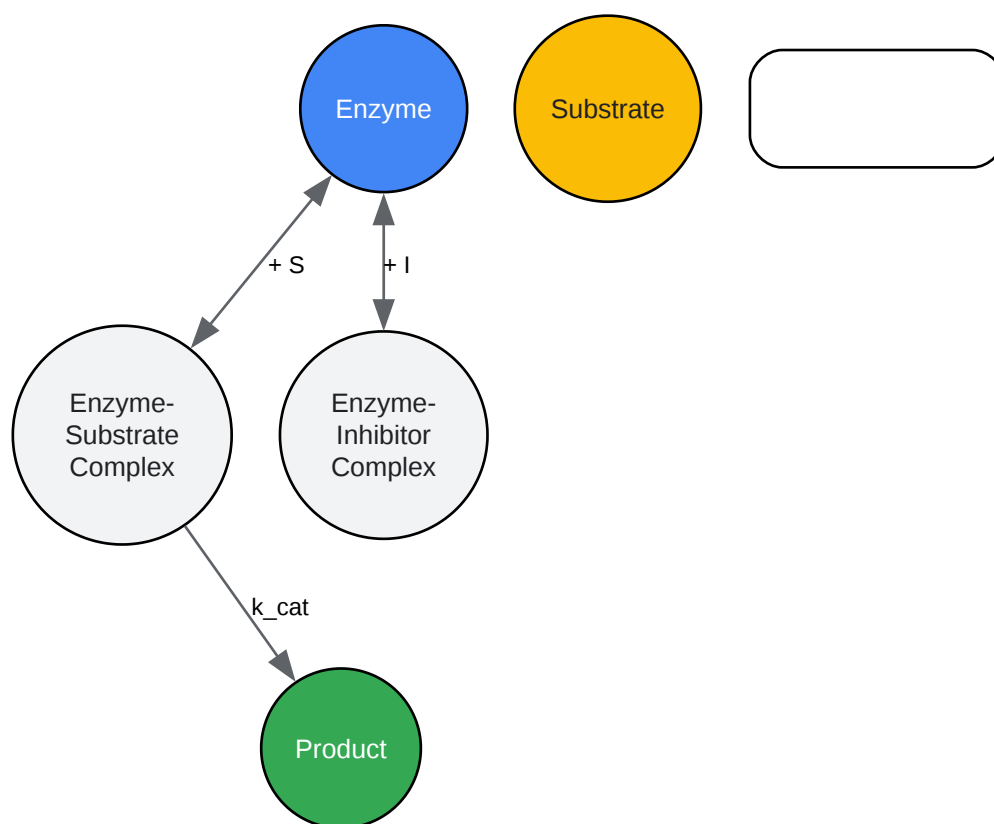 Enzyme
Substrate
+ S
+ I
Enzyme-
Substrate
Complex
Enzyme-
Inhibitor
Complex
k_cat
Product